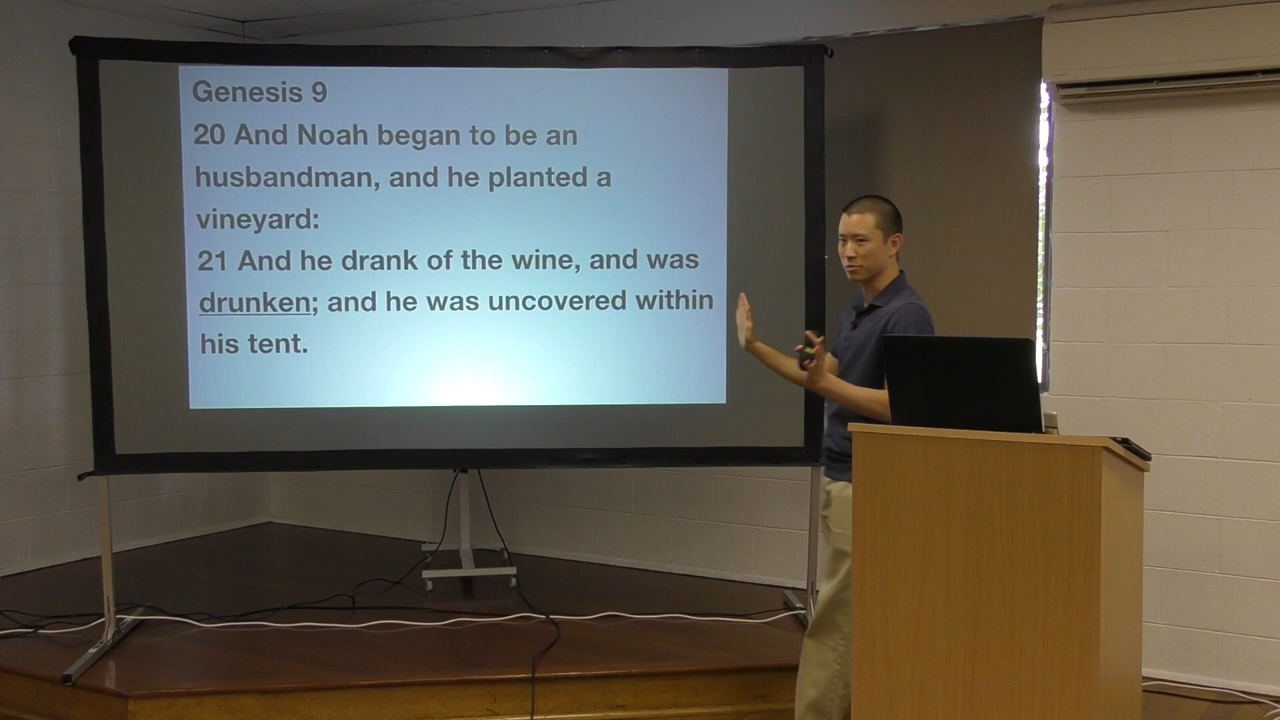 Genesis 9
20 And Noah began to be an
husbandman, and he planted a
vineyard:
21 And he drank of the wine, and was
drunken; and he was uncovered within
his tent.